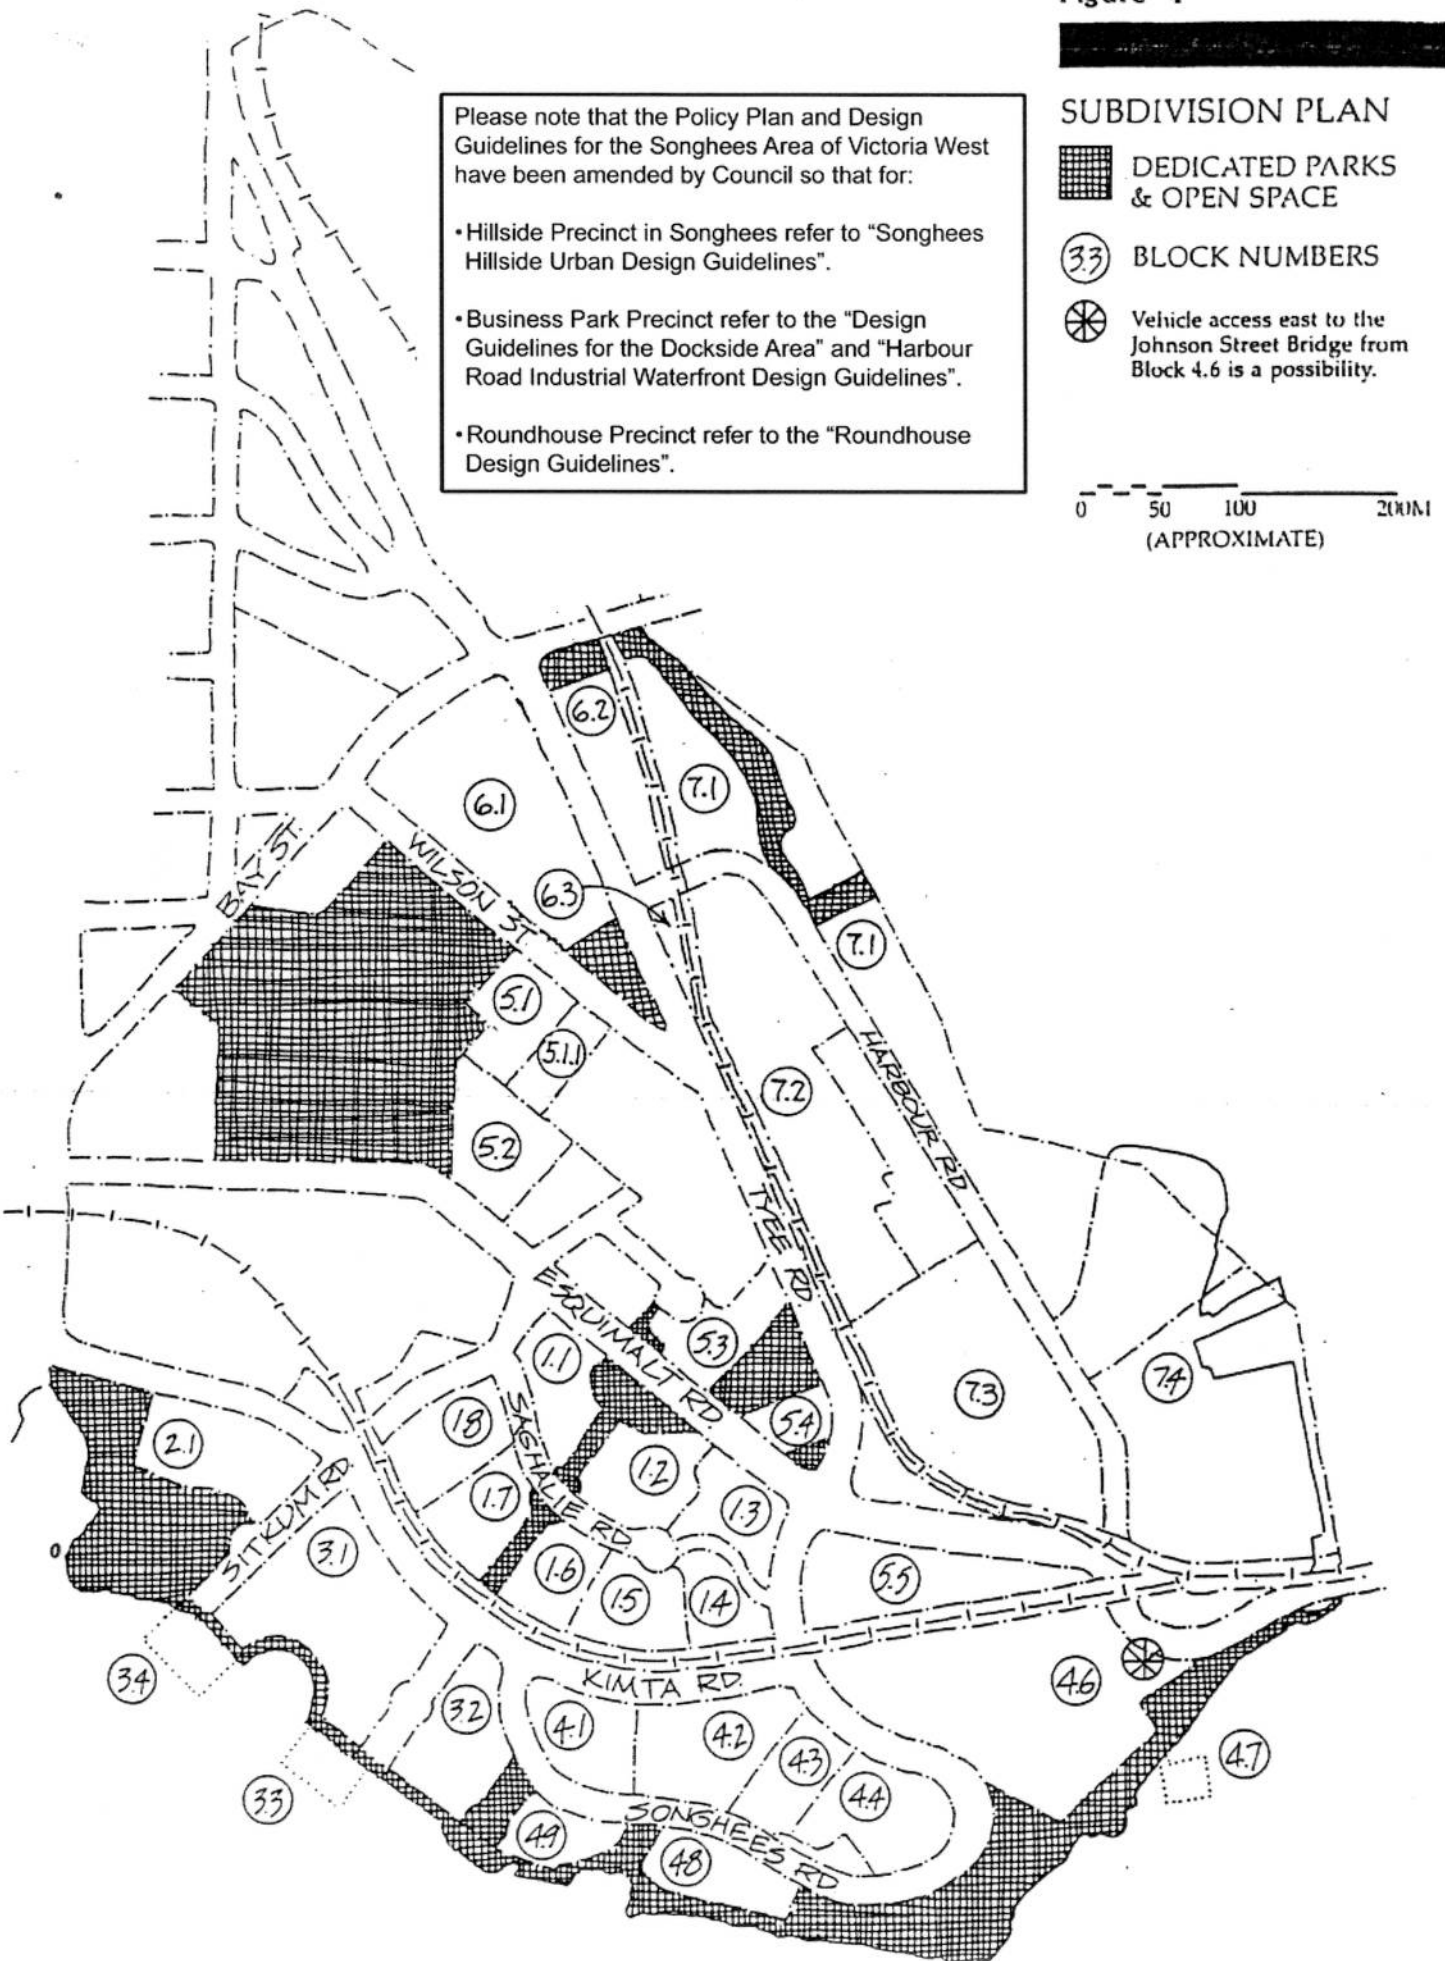 SUBDIVISION PLAN
DEDICATED PARKS
& OPEN SPACE
3.3 BLOCK NUMBERS
Vehicle access east to the
Johnson Street Bridge from
Block 4.6 is a possibility.
0 50 100 200M
(APPROXIMATE)
Please note that the Policy Plan and Design
Guidelines for the Songhees Area of Victoria West
have been amended by Council so that for:
•Hillside Precinct in Songhees refer to “Songhees
Hillside Urban Design Guidelines”.
•Business Park Precinct refer to the “Design
Guidelines for the Dockside Area” and “Harbour
Road Industrial Waterfront Design Guidelines”.
•Roundhouse Precinct refer to the “Roundhouse
Design Guidelines”.
6.2
7.1
6.1
BAY ST.
WILSON ST.
6.3
7.1
5.1
5.1.1
7.2
HARBOUR RD
5.2
TYEE RD
ESQUIMALT RD
5.3
1.1
7.4
7.3
5.4
1.8
SAGHALIE RD
2.1
1.2
1.7
1.3
SITKUM RD
3.1
1.6
1.5
1.4
5.5
3.4
KIMTA RD.
4.6
3.2
4.1
4.2
4.3
4.4
4.7
3.3
SONGHEES RD
4.9
4.8